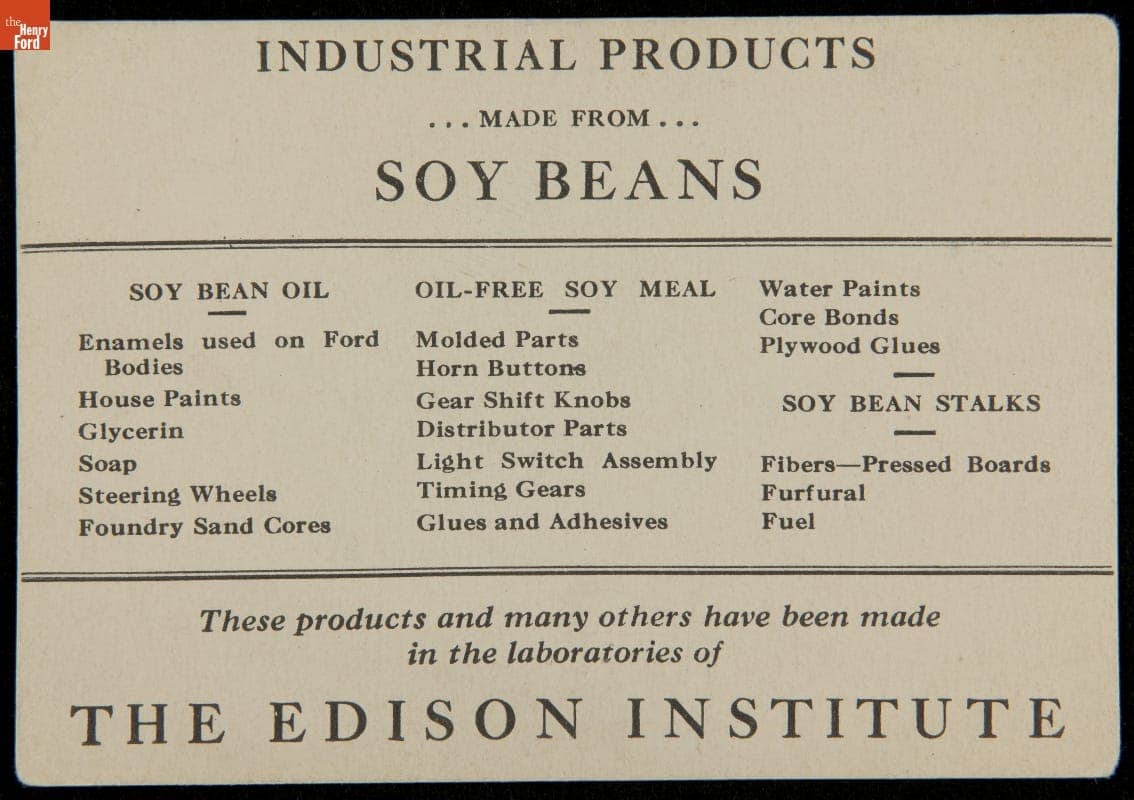 the
Henry
Ford
INDUSTRIAL PRODUCTS
... MADE FROM ...
SOY BEANS
SOY BEAN OIL
Enamels used on Ford
Bodies
House Paints
Glycerin
Soap
Steering Wheels
Foundry Sand Cores
OIL-FREE SOY MEAL
Molded Parts
Horn Buttons
Gear Shift Knobs
Distributor Parts
Light Switch Assembly
Timing Gears
Glues and Adhesives
Water Paints
Core Bonds
Plywood Glues
SOY BEAN STALKS
Fibers—Pressed Boards
Furfural
Fuel
These products and many others have been made
in the laboratories of
THE EDISON INSTITUTE